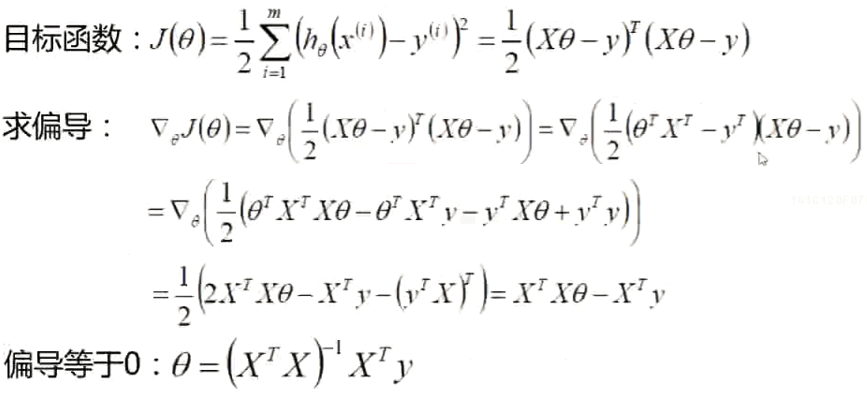 目标函数：J(θ)=1/2 ∑_{i=1}^{m} (h_θ(x^{(i)})−y^{(i)})^2 = 1/2 (Xθ−y)^T (Xθ−y)
求偏导： ∇_θ J(θ)=∇_θ(1/2 (Xθ−y)^T (Xθ−y)) = ∇_θ(1/2 (θ^T X^T − y^T)(Xθ−y))
=∇_θ(1/2 (θ^T X^T Xθ−θ^T X^T y−y^T Xθ+y^T y))
=1/2 (2X^T Xθ−X^T y−(y^T X)^T)=X^T Xθ−X^T y
偏导等于0：θ=(X^T X)^{−1} X^T y